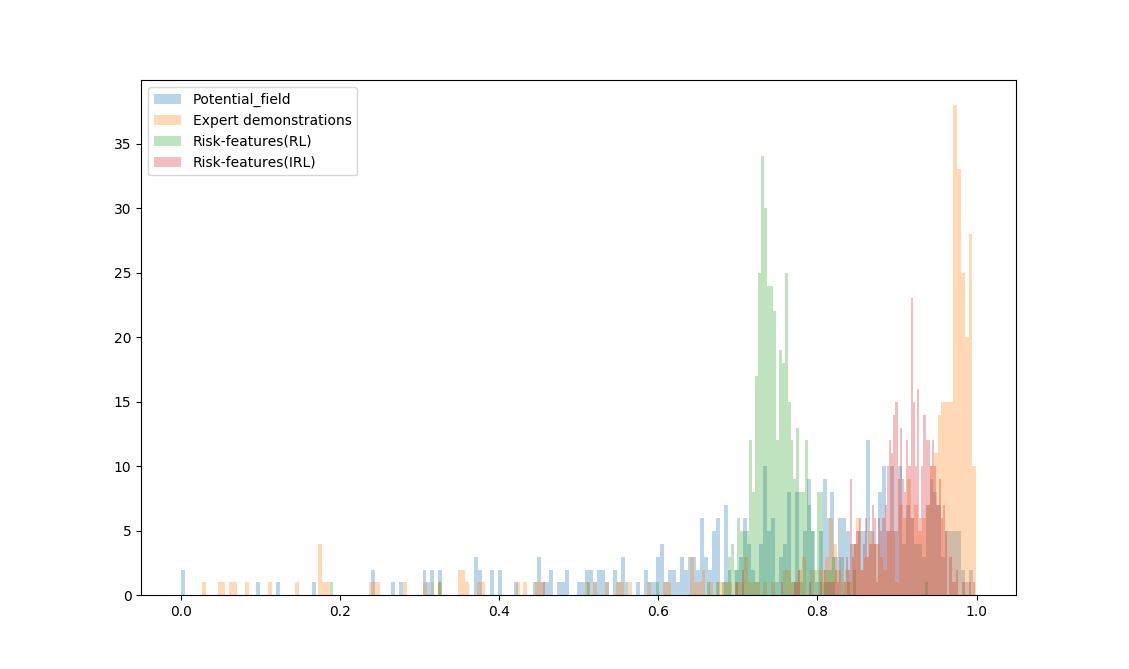 Potential_field
Expert demonstrations
Risk-features(RL)
Risk-features(IRL)
35
30
25
20
15
10
5
0
0.0 0.2 0.4 0.6 0.8 1.0